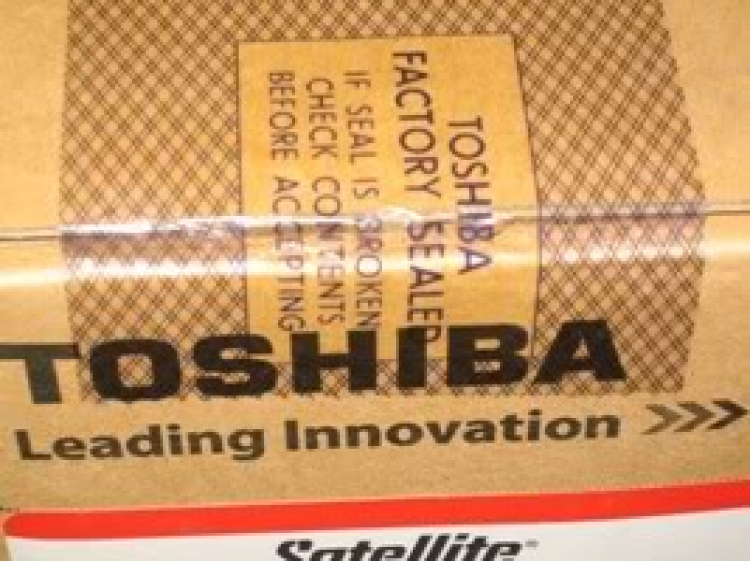 TOSHIBA
FACTORY SEALED
IF SEAL IS BROKEN
CHECK CONTENTS
BEFORE ACCEPTING
TOSHIBA
Leading Innovation >>>
Satellite